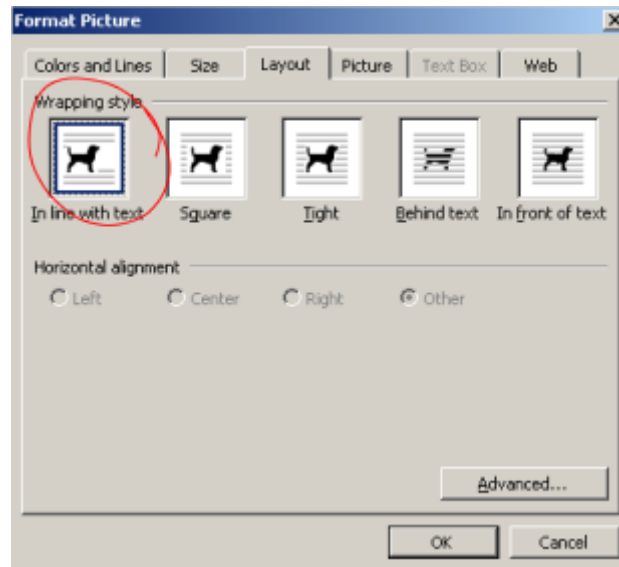 Format Picture
Colors and Lines Size Layout Picture Text Box Web
Wrapping style
In line with text Square Tight Behind text In front of text
Horizontal alignment
Left Center Right Other
Advanced...
OK Cancel